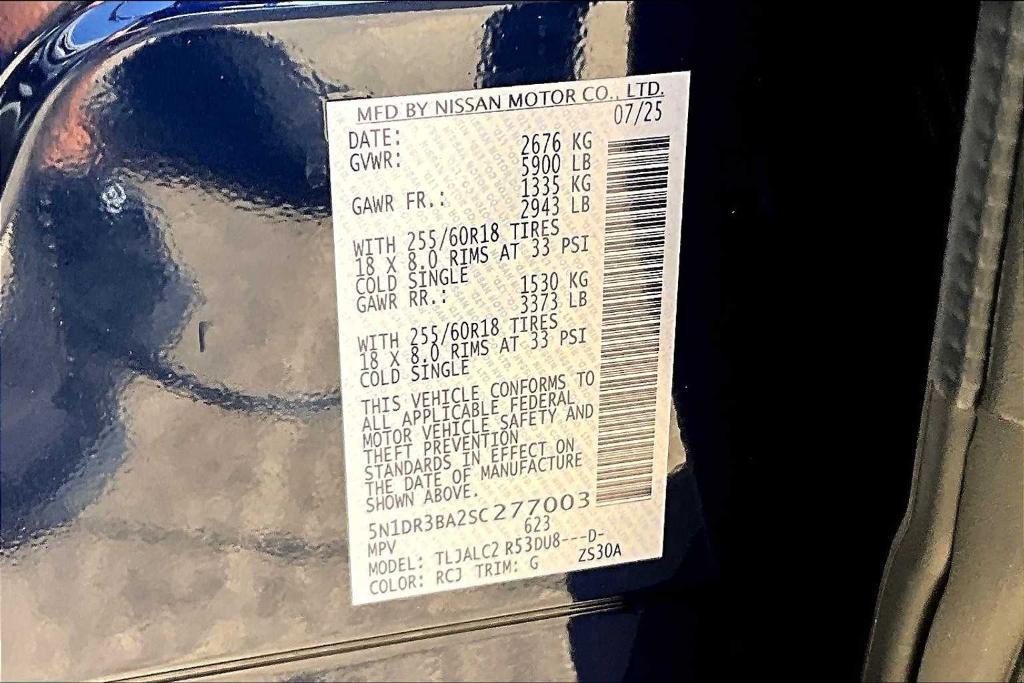 MFD BY NISSAN MOTOR CO., LTD.
DATE: 07/25
GVWR: 2676 KG
5900 LB
GAWR FR.: 1335 KG
2943 LB
WITH 255/60R18 TIRES
18 X 8.0 RIMS AT 33 PSI
COLD SINGLE
GAWR RR.: 1530 KG
3373 LB
WITH 255/60R18 TIRES
18 X 8.0 RIMS AT 33 PSI
COLD SINGLE
THIS VEHICLE CONFORMS TO
ALL APPLICABLE FEDERAL
MOTOR VEHICLE SAFETY AND
THEFT PREVENTION
STANDARDS IN EFFECT ON
THE DATE OF MANUFACTURE
SHOWN ABOVE.
5N1DR3BA2SC277003
MPV 623
MODEL: TLJALC2 R53DU8---D-
COLOR: RCJ TRIM: G ZS30A